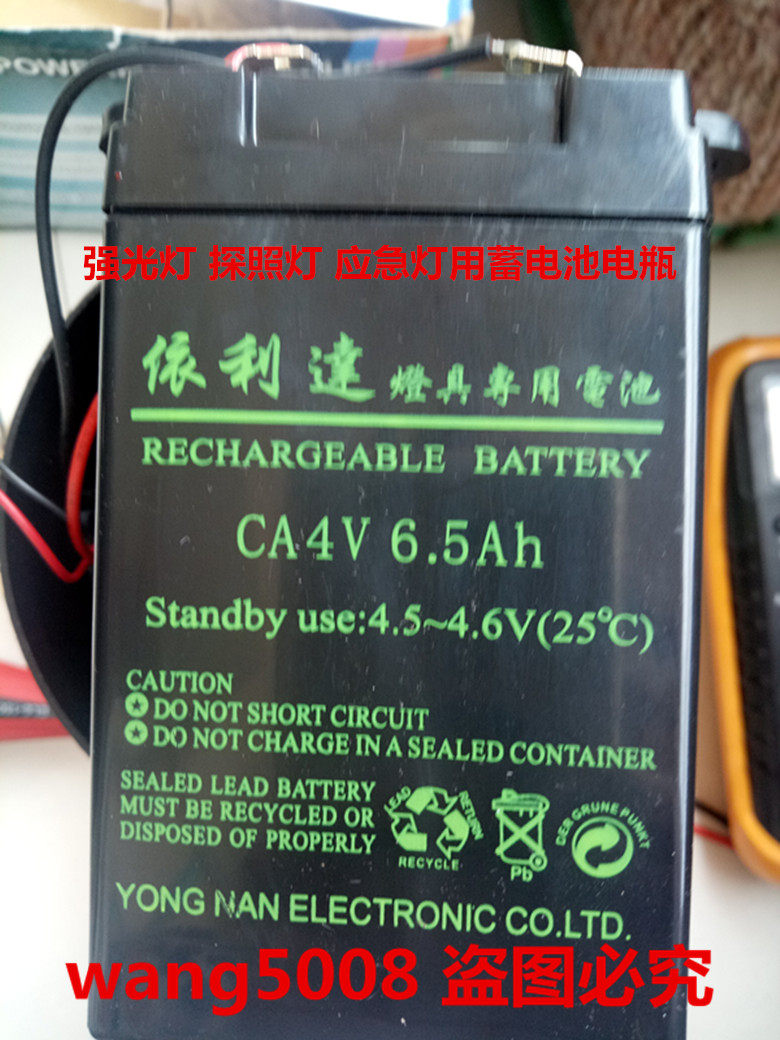 POWER
强光灯 探照灯 应急灯用蓄电池电瓶
依利達 燈具專用電池
RECHARGEABLE BATTERY
CA4V 6.5Ah
Standby use:4.5~4.6V(25℃)
CAUTION
DO NOT SHORT CIRCUIT
DO NOT CHARGE IN A SEALED CONTAINER
SEALED LEAD BATTERY
MUST BE RECYCLED OR
DISPOSED OF PROPERLY
LEAD RETURN
RECYCLE
Pb
DER GRUNE PUNKT
YONG NAN ELECTRONIC CO.LTD.
wang5008 盗图必究